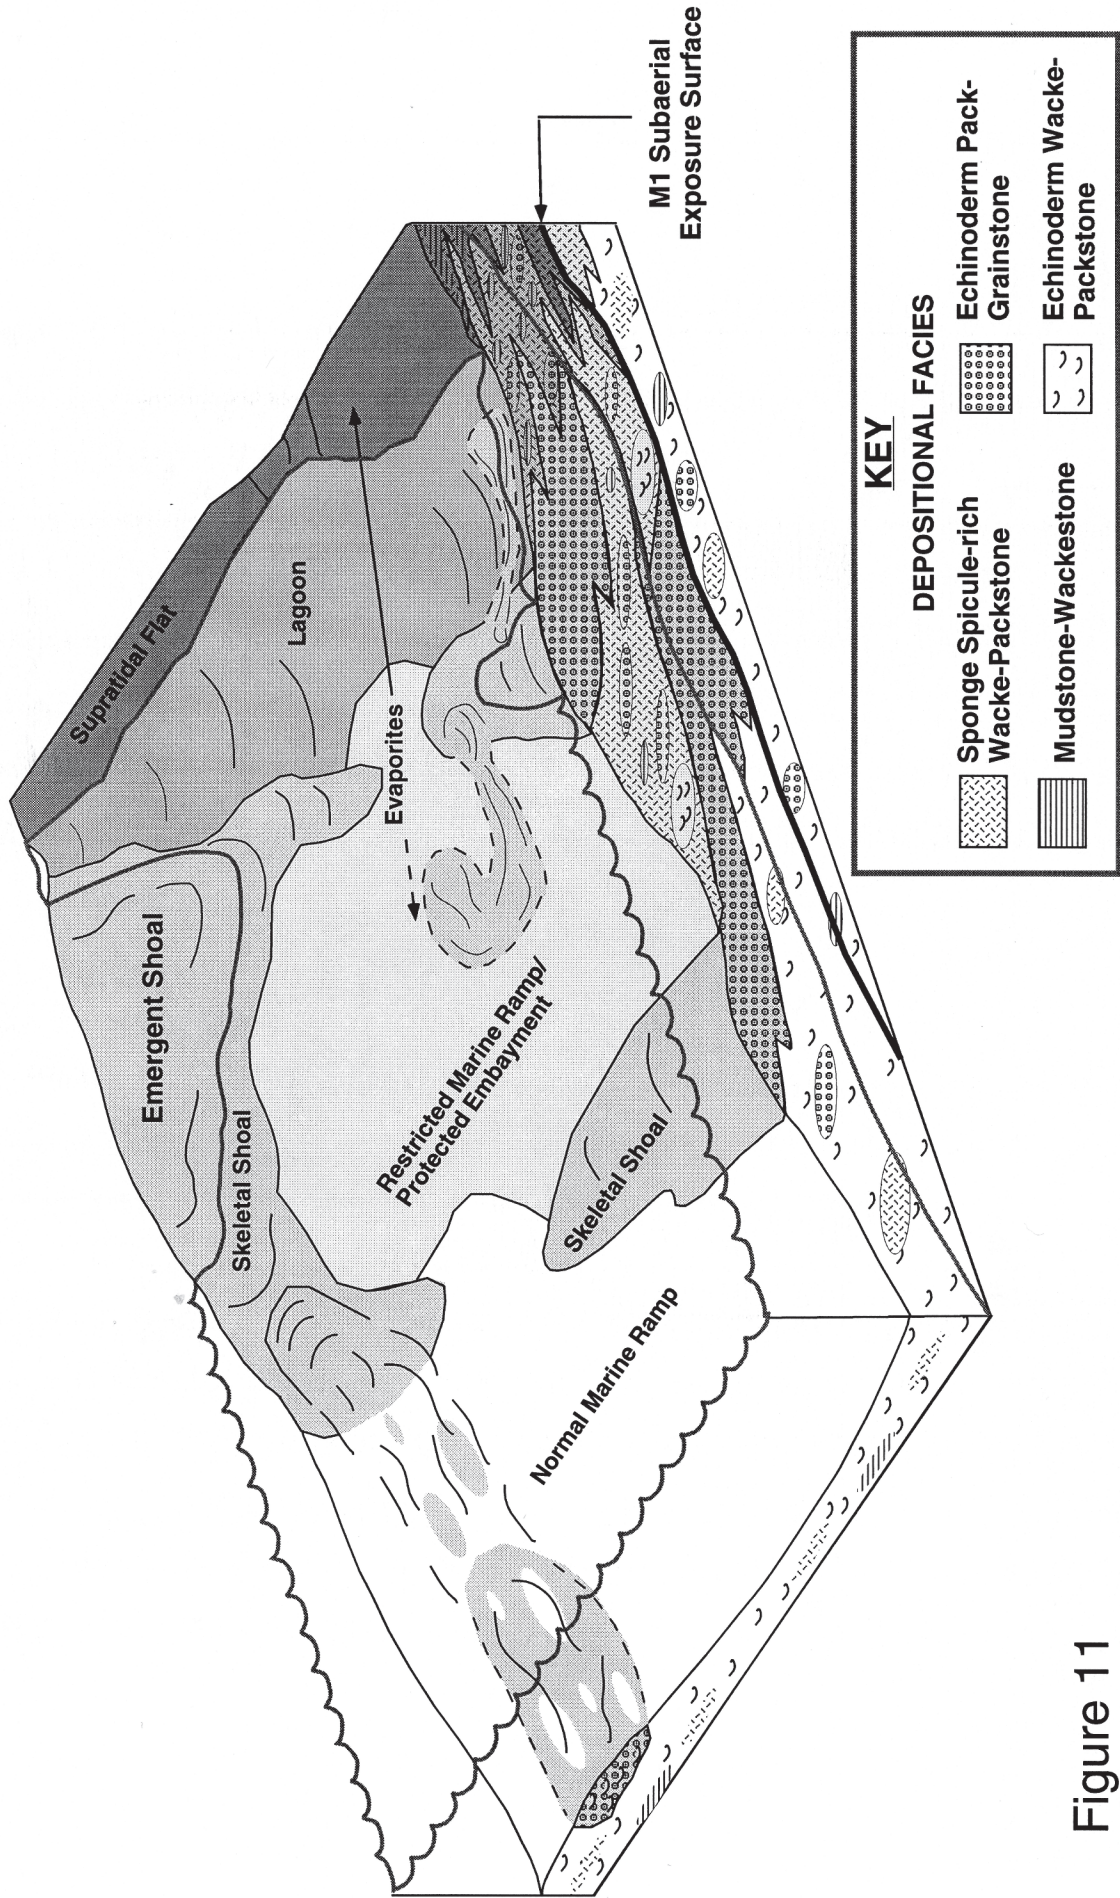 Supratidal Flat
Lagoon
Emergent Shoal
Evaporites
Skeletal Shoal
Restricted Marine Ramp/
Protected Embayment
Skeletal Shoal
Normal Marine Ramp
M1 Subaerial
Exposure Surface
KEY
DEPOSITIONAL FACIES
Sponge Spicule-rich
Wacke-Packstone
Echinoderm Pack-
Grainstone
Mudstone-Wackestone
Echinoderm Wacke-
Packstone
Figure 11